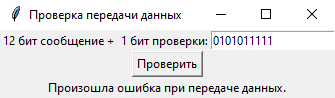 Проверка передачи данных
12 бит сообщение + 1 бит проверки: 0101011111
Проверить
Произошла ошибка при передаче данных.